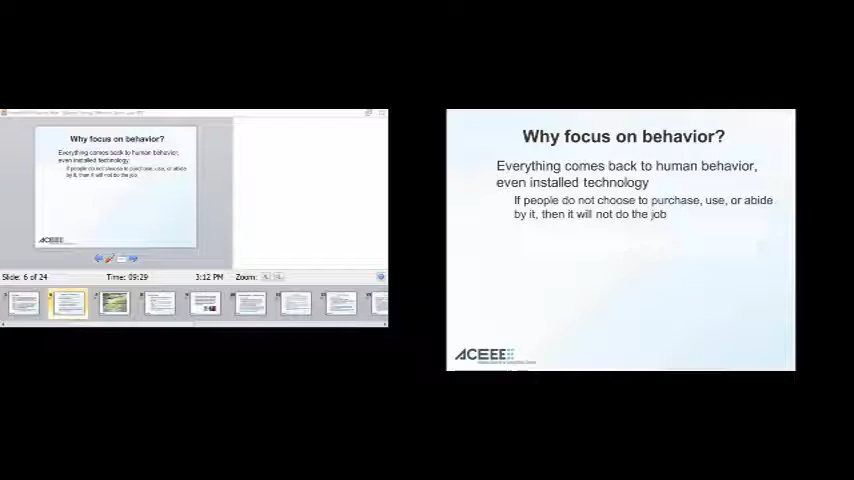 Why focus on behavior?
Everything comes back to human behavior,
even installed technology
If people do not choose to purchase, use, or abide
by it, then it will not do the job
ACEEE
Slide: 6 of 24
Time: 09:29
3:12 PM
Zoom:
Why focus on behavior?
Everything comes back to human behavior,
even installed technology
If people do not choose to purchase, use, or abide
by it, then it will not do the job
ACEEE